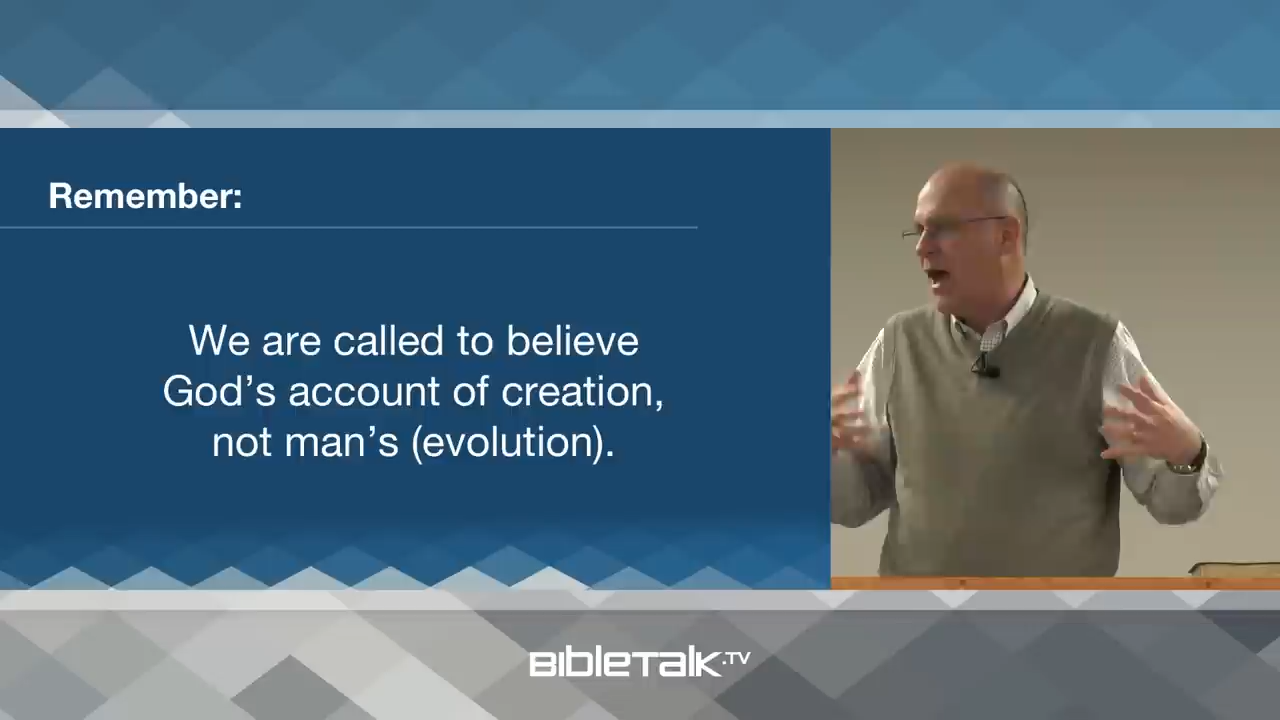 Remember:
We are called to believe
God's account of creation,
not man's (evolution).
BIBLETALK.TV